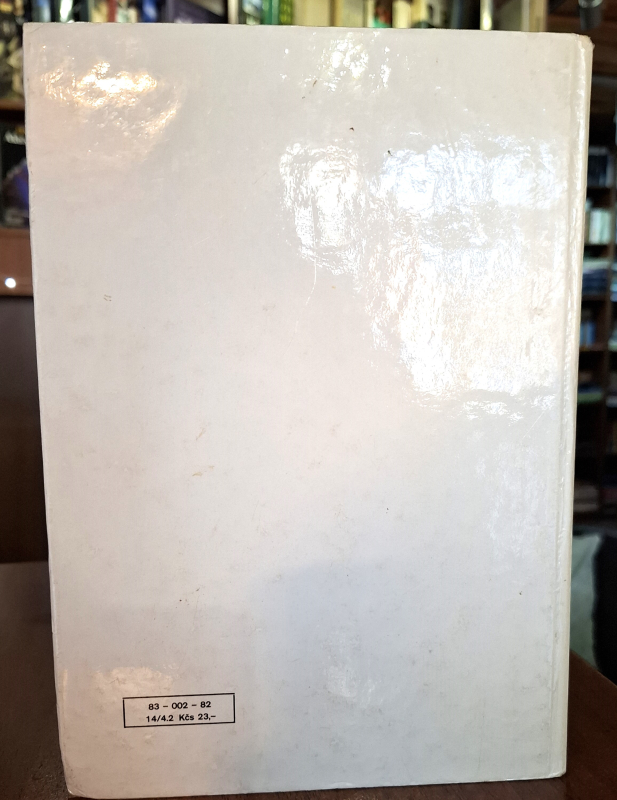 83 – 002 – 82
14/4.2 Kčs 23,–